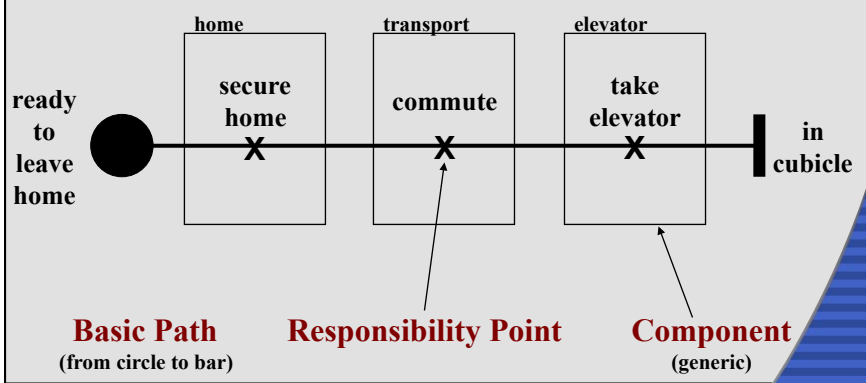 home
transport
elevator
ready
to
leave
home
secure
home
X
commute
X
take
elevator
X
in
cubicle
Basic Path
(from circle to bar)
Responsibility Point
Component
(generic)